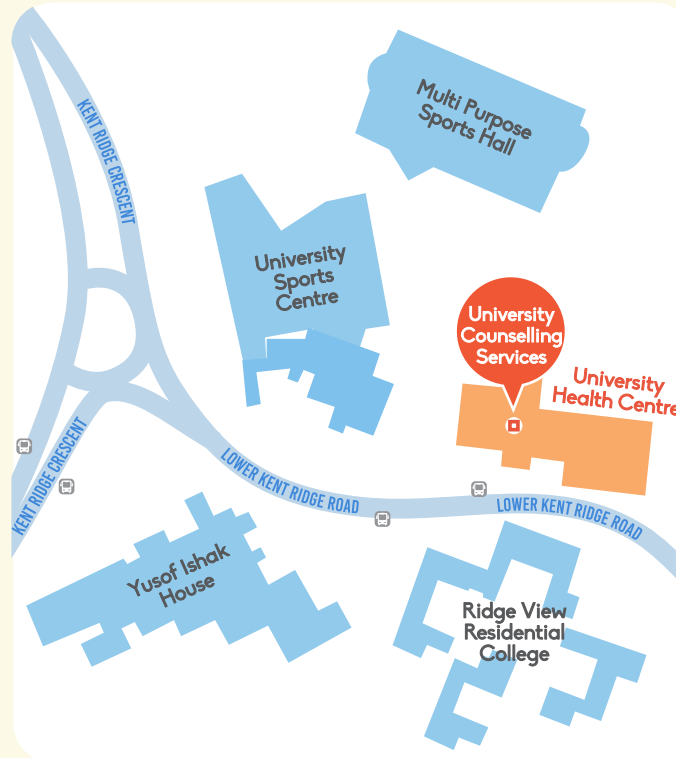 Multi Purpose
Sports Hall
KENT RIDGE CRESCENT
University
Sports
Centre
University
Counselling
Services
University
Health Centre
KENT RIDGE CRESCENT
LOWER KENT RIDGE ROAD
LOWER KENT RIDGE ROAD
Yusof Ishak
House
Ridge View
Residential
College